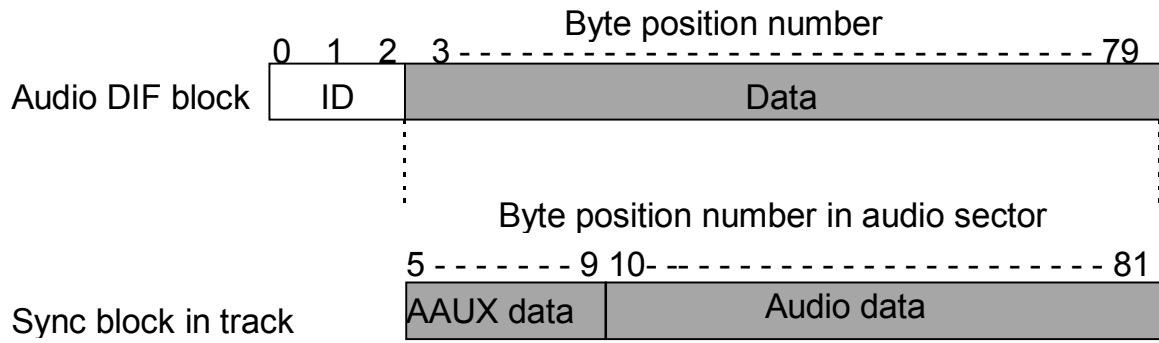 Byte position number
0 1 2 3 - - - - - - - - - - - - - - - - - - - - - - - - - 79
Audio DIF block ID Data
Byte position number in audio sector
5 - - - - - - - 9 10- -- - - - - - - - - - - - - - - - - - 81
Sync block in track AAUX data Audio data